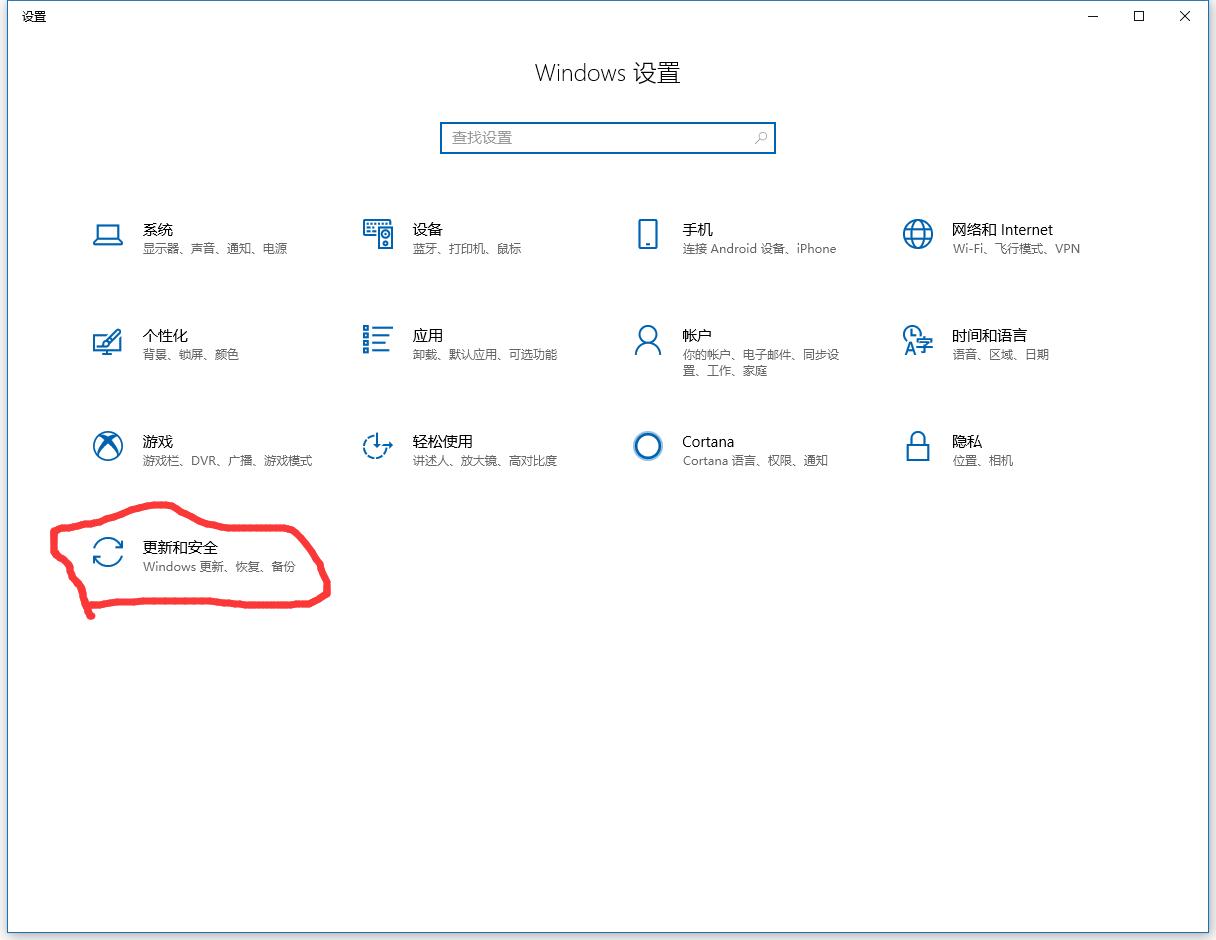 设置
Windows 设置
查找设置
系统
显示器、声音、通知、电源
设备
蓝牙、打印机、鼠标
手机
连接 Android 设备、iPhone
网络和 Internet
Wi-Fi、飞行模式、VPN
个性化
背景、锁屏、颜色
应用
卸载、默认应用、可选功能
帐户
你的帐户、电子邮件、同步设
置、工作、家庭
时间和语言
语音、区域、日期
游戏
游戏栏、DVR、广播、游戏模式
轻松使用
讲述人、放大镜、高对比度
Cortana
Cortana 语言、权限、通知
隐私
位置、相机
更新和安全
Windows 更新、恢复、备份